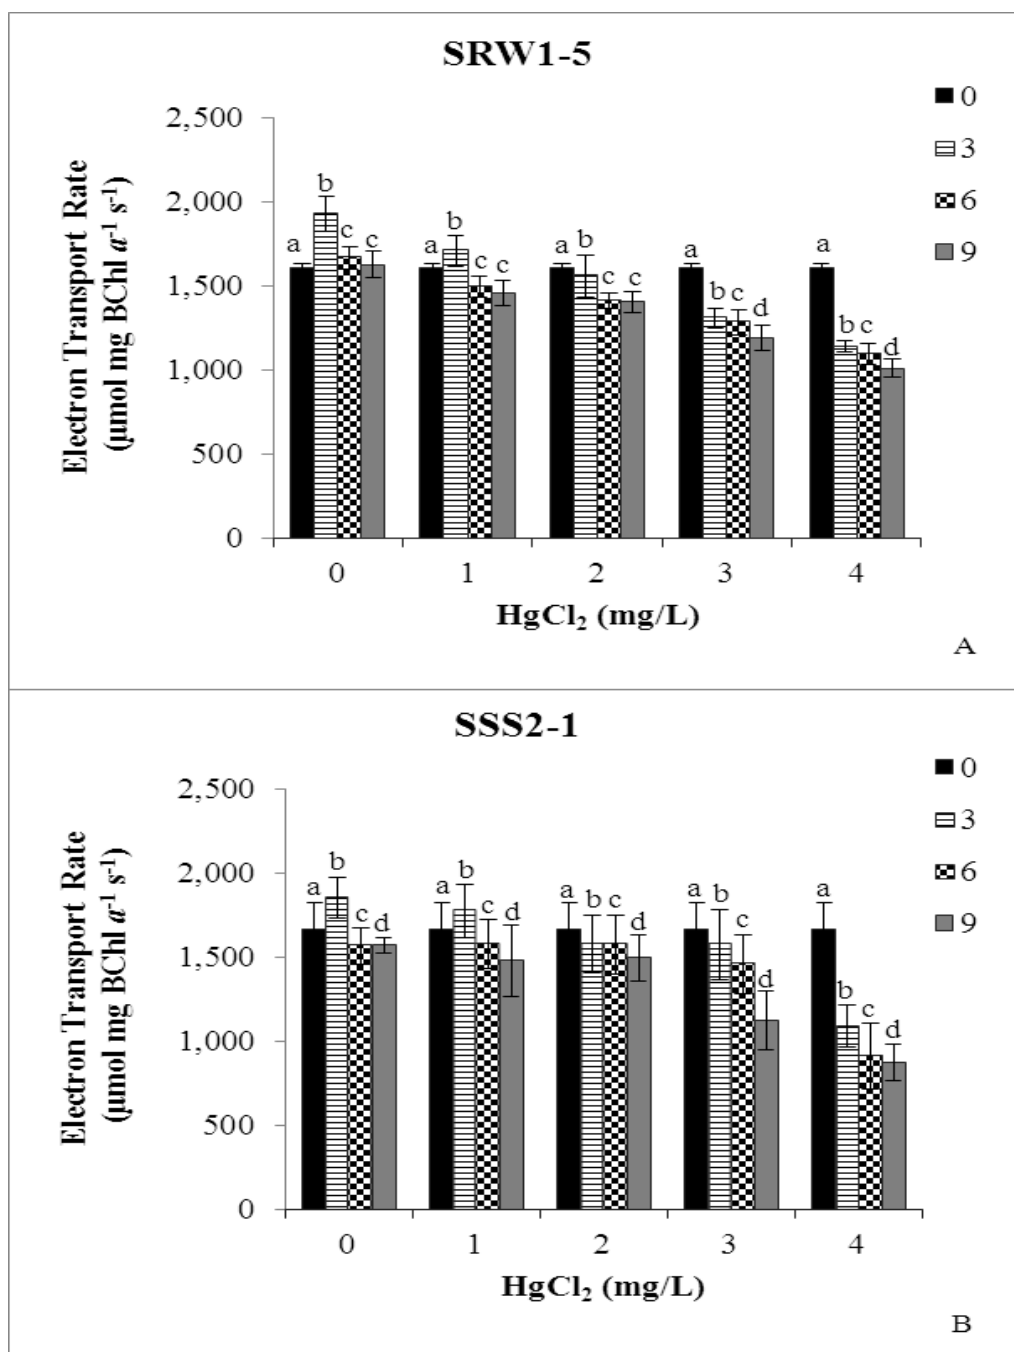 SRW1-5
0
3
6
9
Electron Transport Rate
(µmol mg BChl a⁻¹ s⁻¹)
2,500
2,000
1,500
1,000
500
0
a b c c
a b c c
a b c c
a b c d
a b c d
0 1 2 3 4
HgCl₂ (mg/L)
A
SSS2-1
0
3
6
9
Electron Transport Rate
(µmol mg BChl a⁻¹ s⁻¹)
2,500
2,000
1,500
1,000
500
0
a b c d
a b c d
a b c d
a b c d
a b c d
0 1 2 3 4
HgCl₂ (mg/L)
B